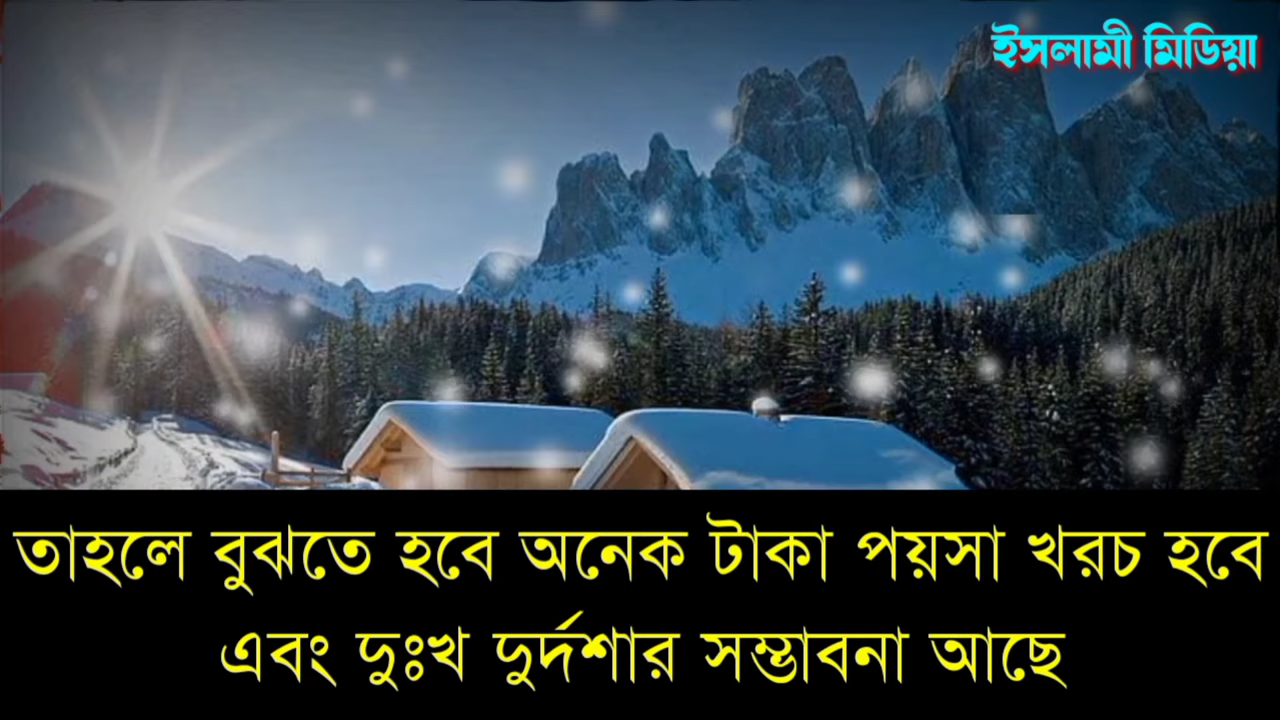 ইসলামী মিডিয়া
তাহলে বুঝতে হবে অনেক টাকা পয়সা খরচ হবে
এবং দুঃখ দুর্দশার সম্ভাবনা আছে